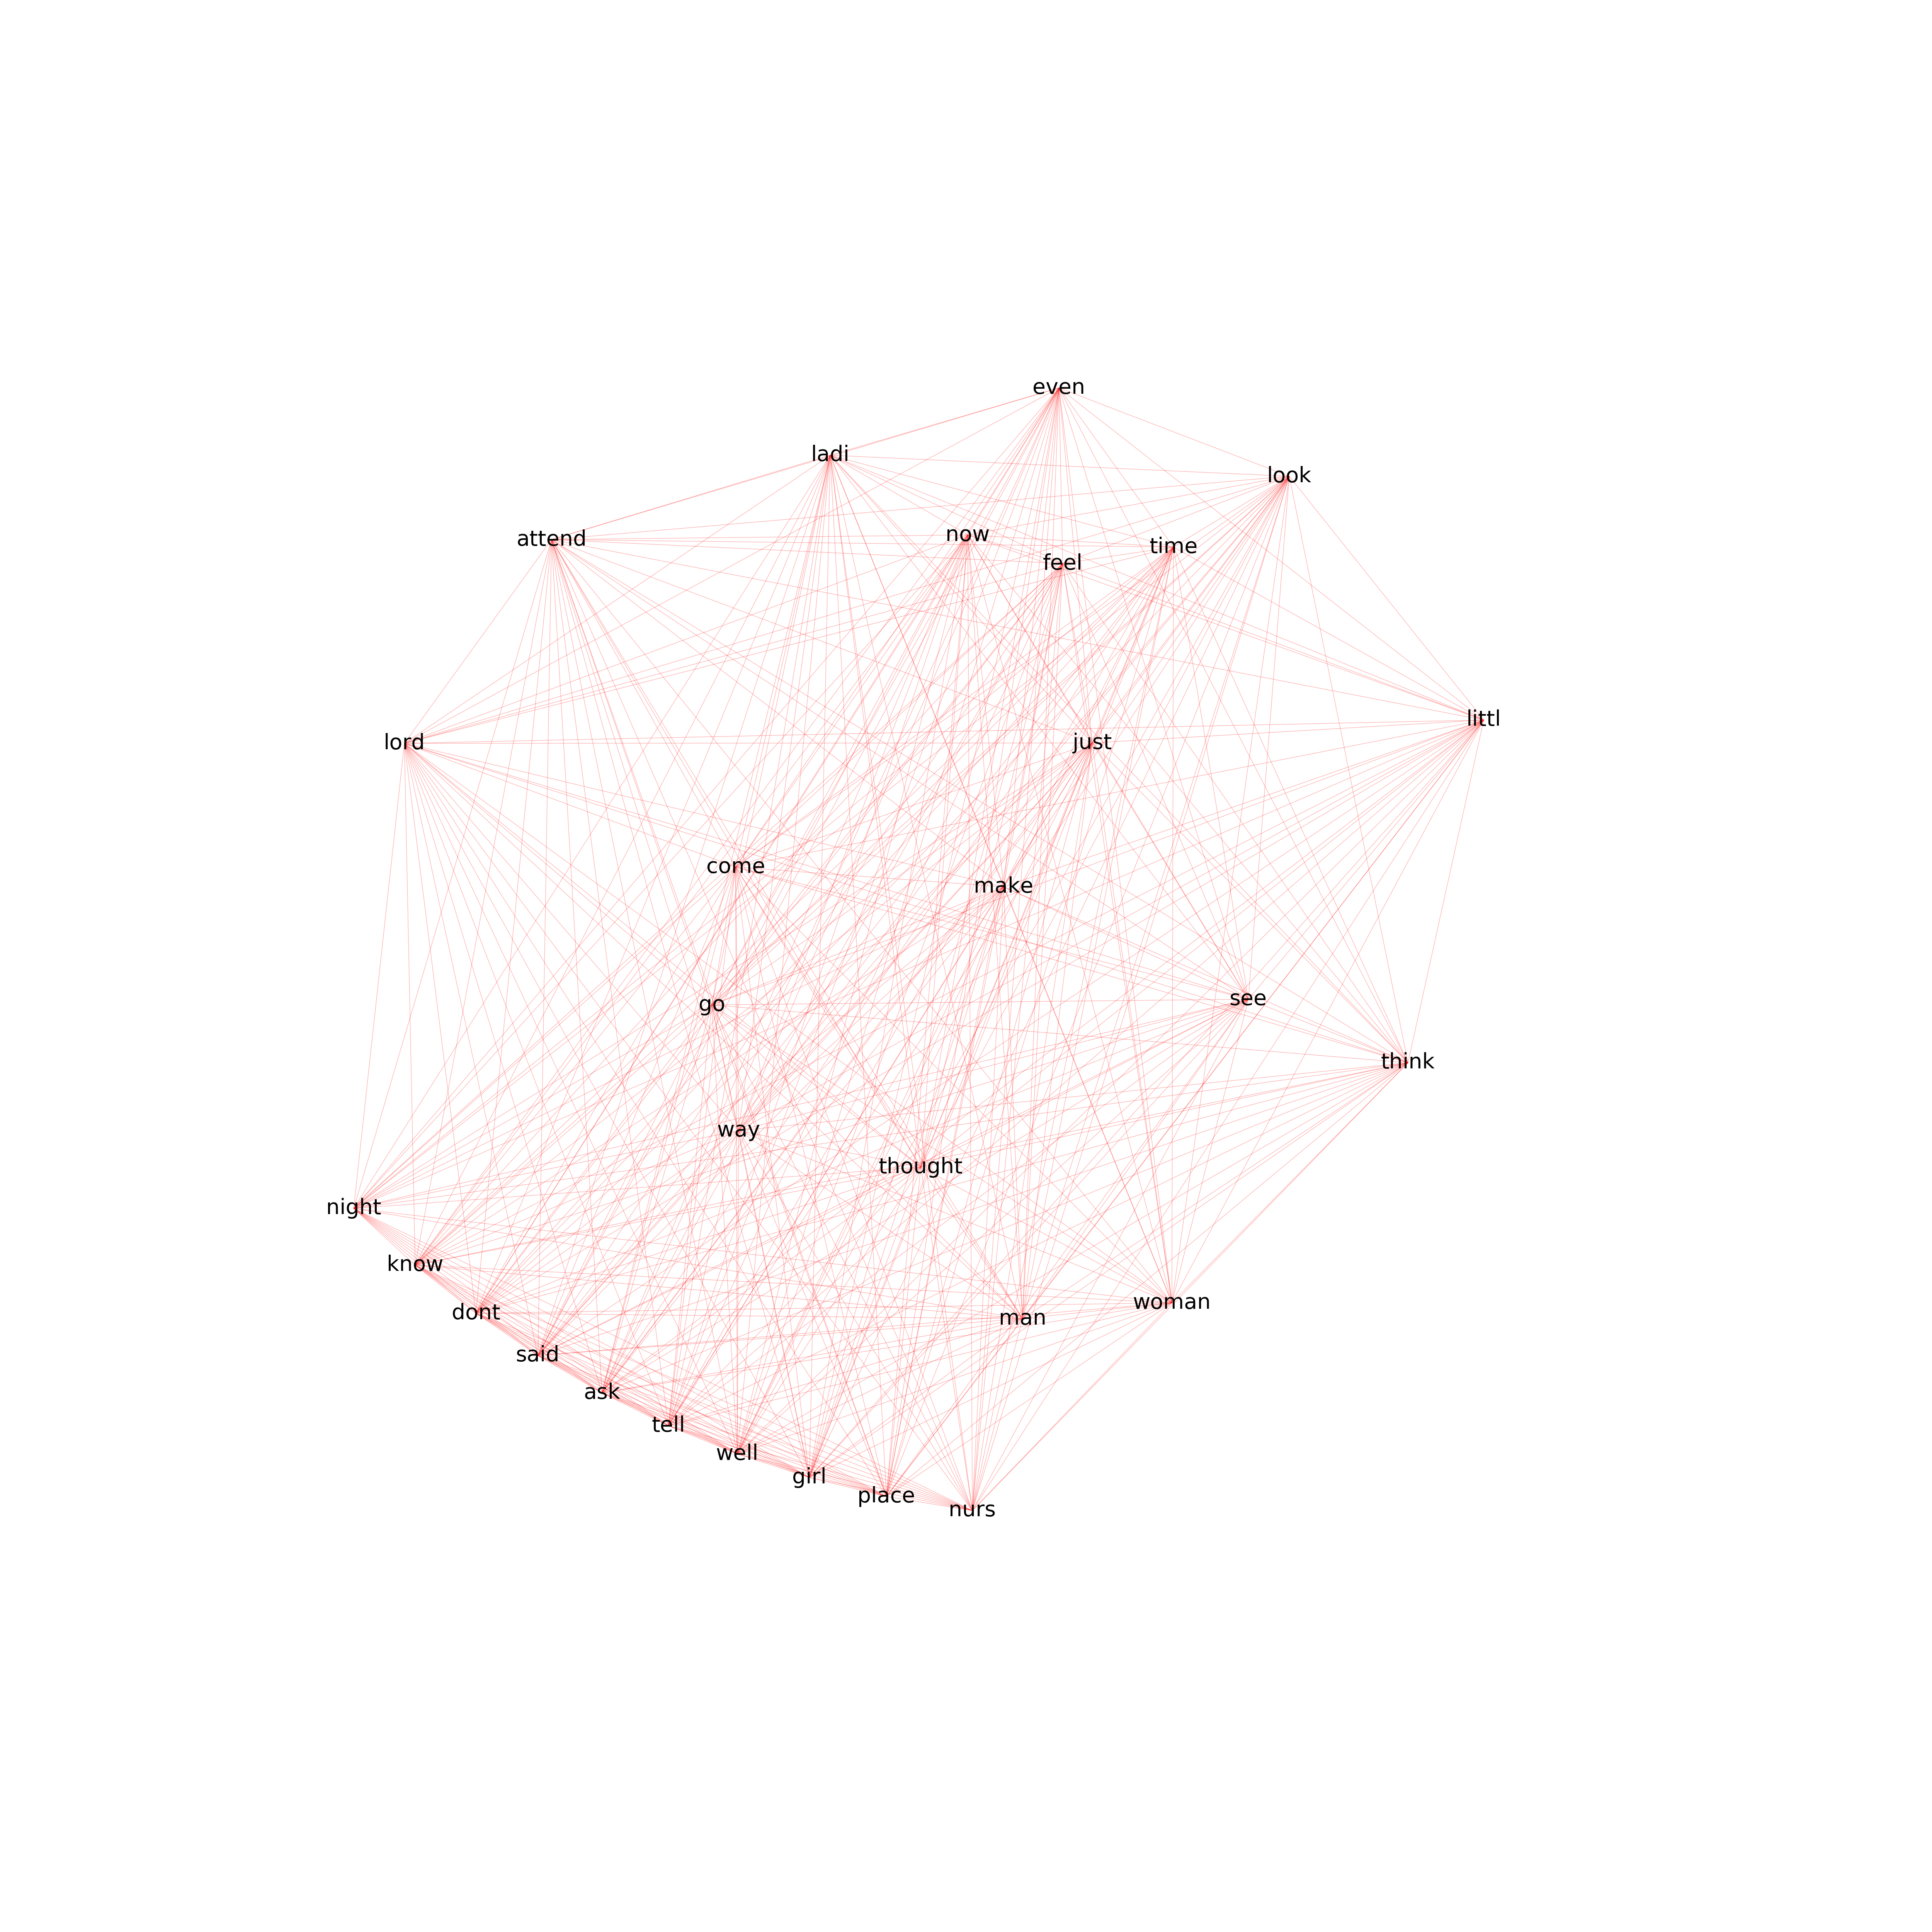 even
ladi
look
now
attend
time
feel
littl
lord
just
come
make
see
go
think
way
thought
night
know
woman
dont
man
said
ask
tell
well
girl
place
nurs